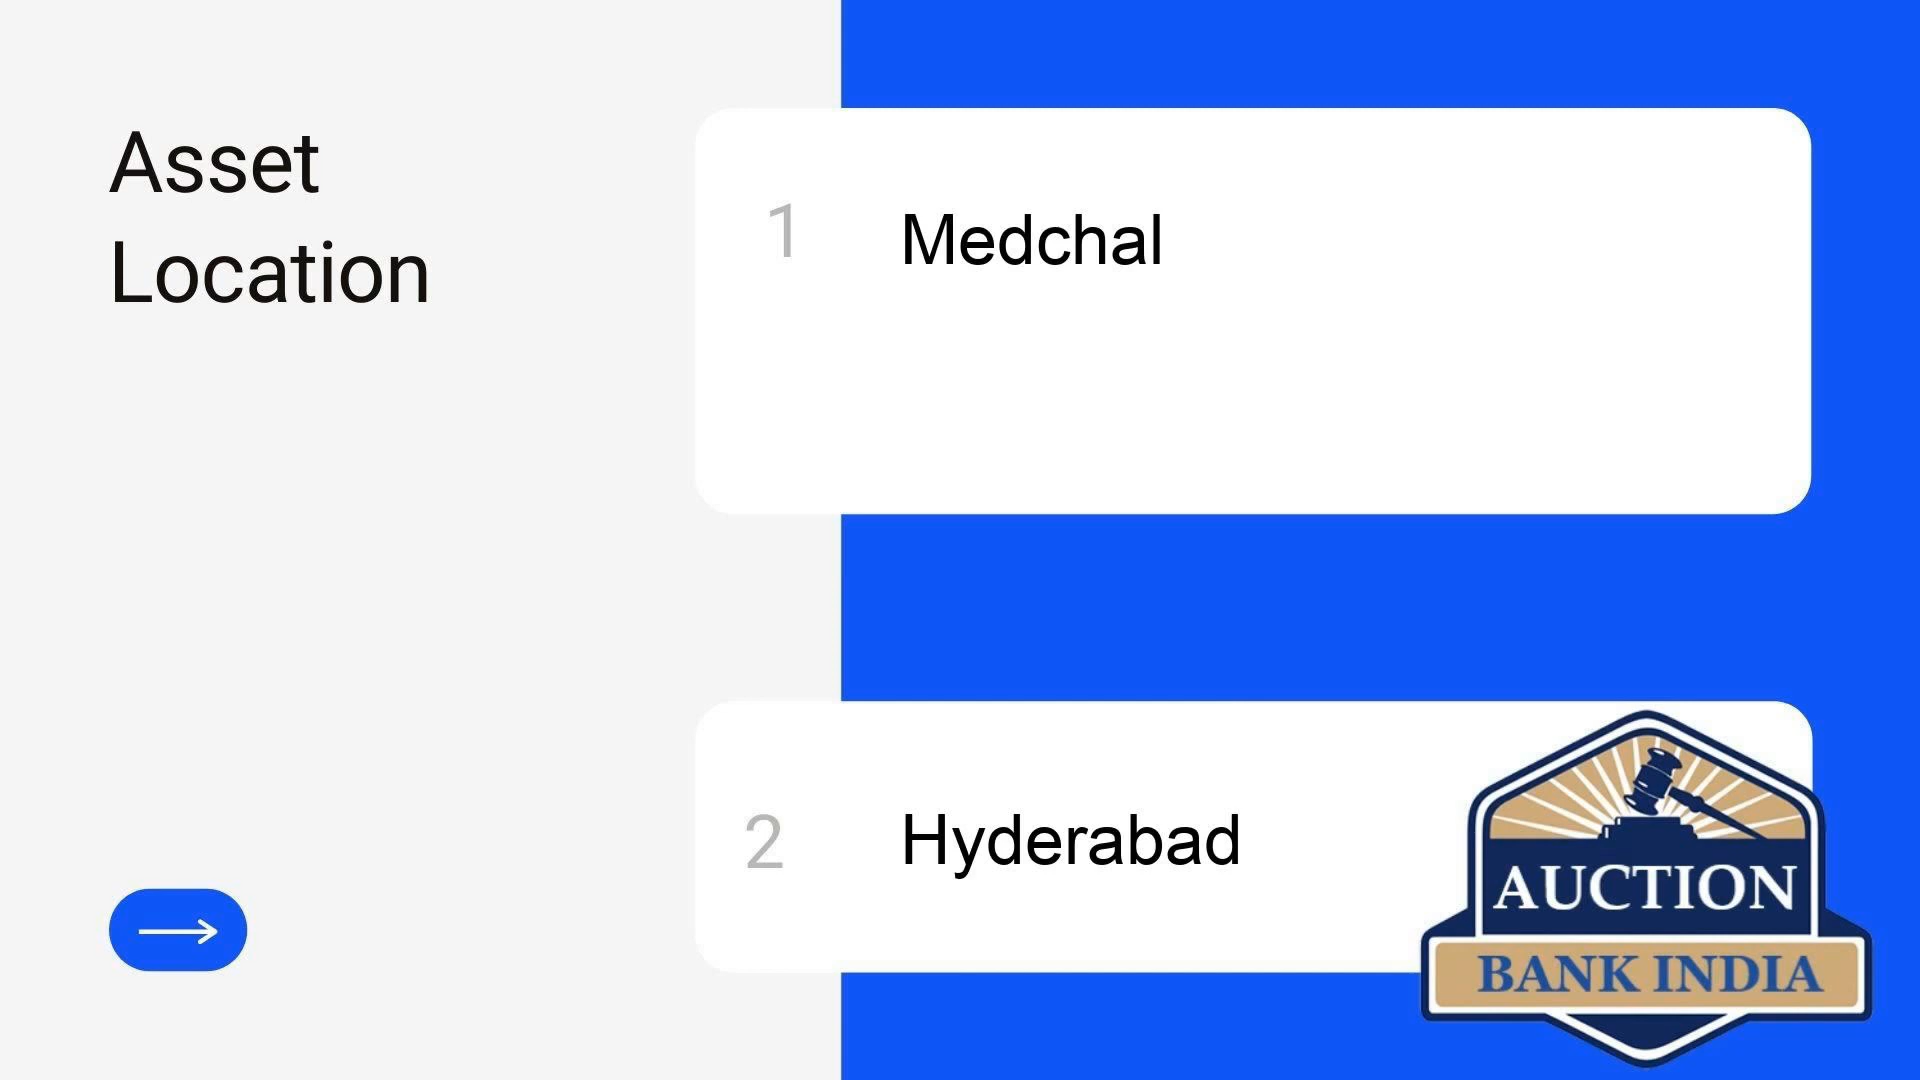 Asset
Location
1
Medchal
2
Hyderabad
AUCTION
BANK INDIA